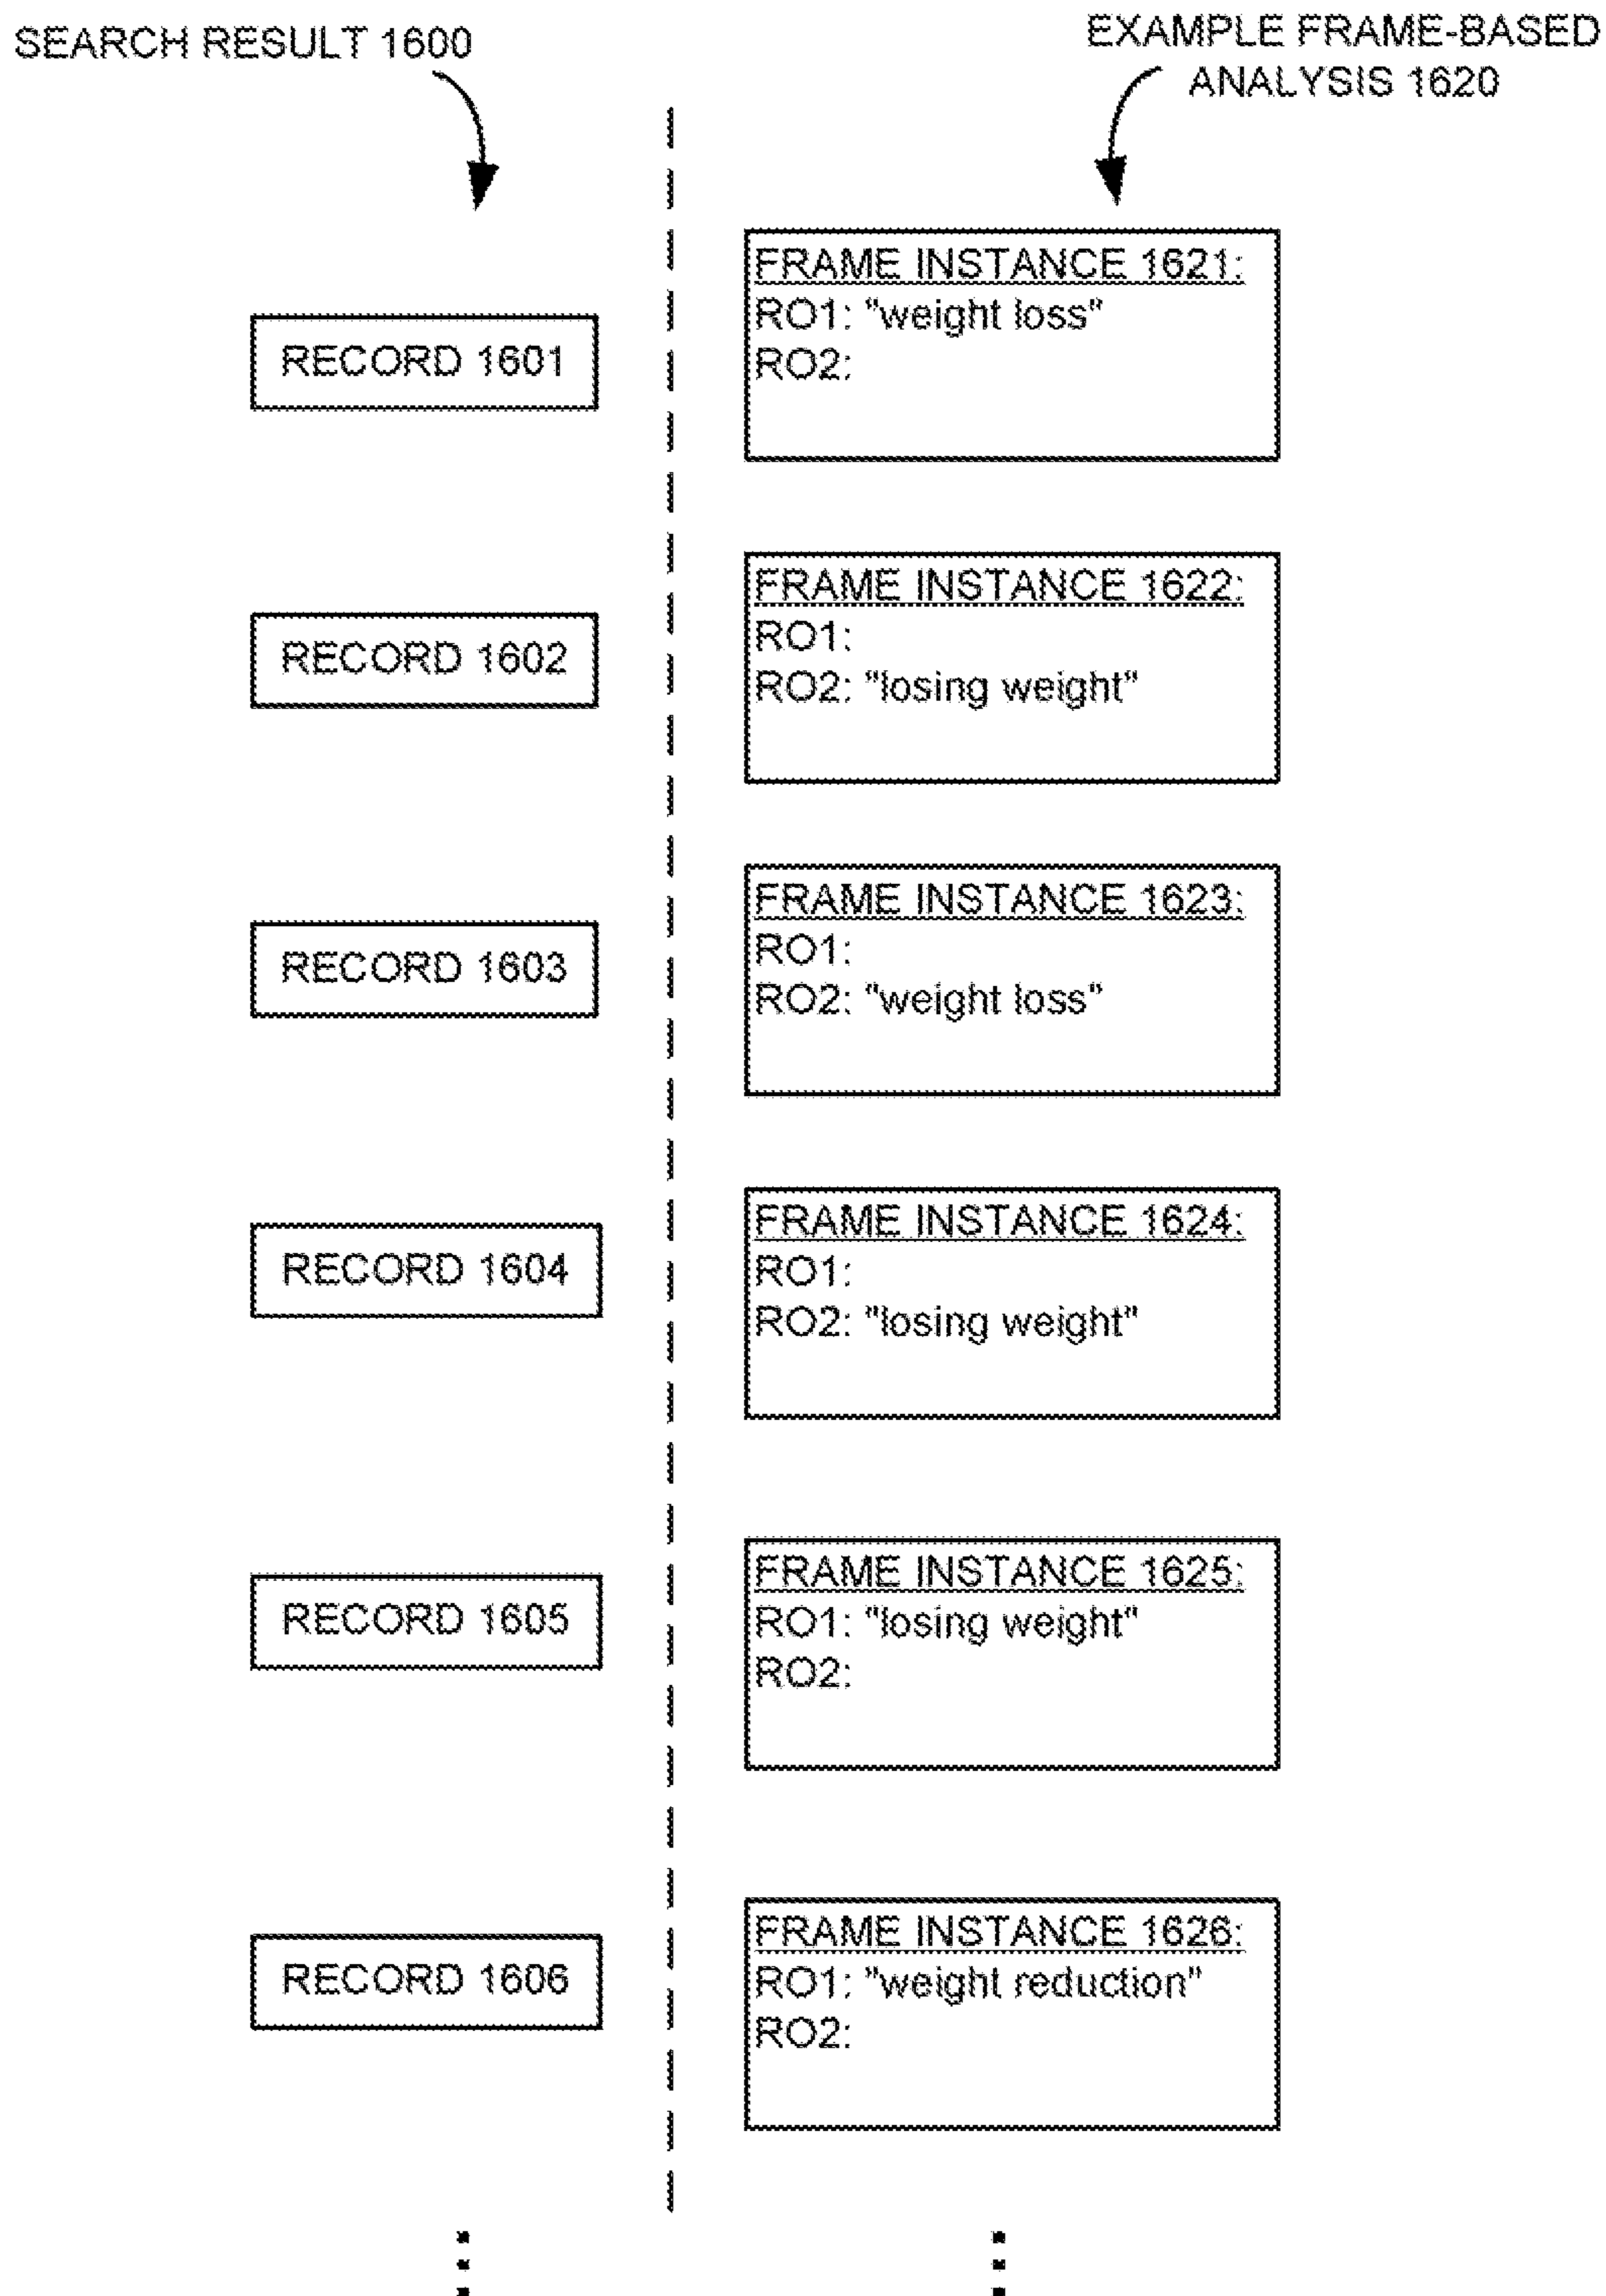 SEARCH RESULT 1600
EXAMPLE FRAME-BASED
ANALYSIS 1620
RECORD 1601
FRAME INSTANCE 1621:
RO1: "weight loss"
RO2:
RECORD 1602
FRAME INSTANCE 1622:
RO1:
RO2: "losing weight"
RECORD 1603
FRAME INSTANCE 1623:
RO1:
RO2: "weight loss"
RECORD 1604
FRAME INSTANCE 1624:
RO1:
RO2: "losing weight"
RECORD 1605
FRAME INSTANCE 1625:
RO1: "losing weight"
RO2:
RECORD 1606
FRAME INSTANCE 1626:
RO1: "weight reduction"
RO2: